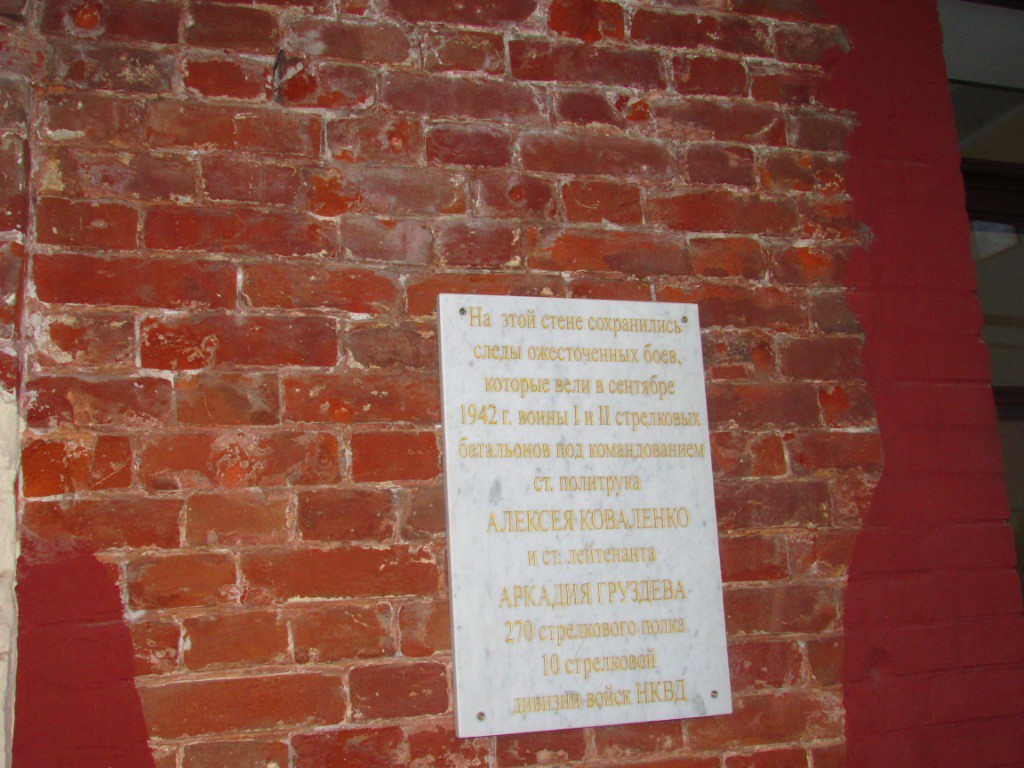 На зтой стене сохранились
следы ожесточенных боев,
которые вели в сентябре
1942 г. воины I и II стрелковых
батальонов под командованием
ст. политрука
АЛЕКСЕЯ КОВАЛЕНКО
и ст. лейтенанта
АРКАДИЯ ГРУЗДЕВА
270 стрелкового полка
10 стрелковой
дивизии войск НКВД